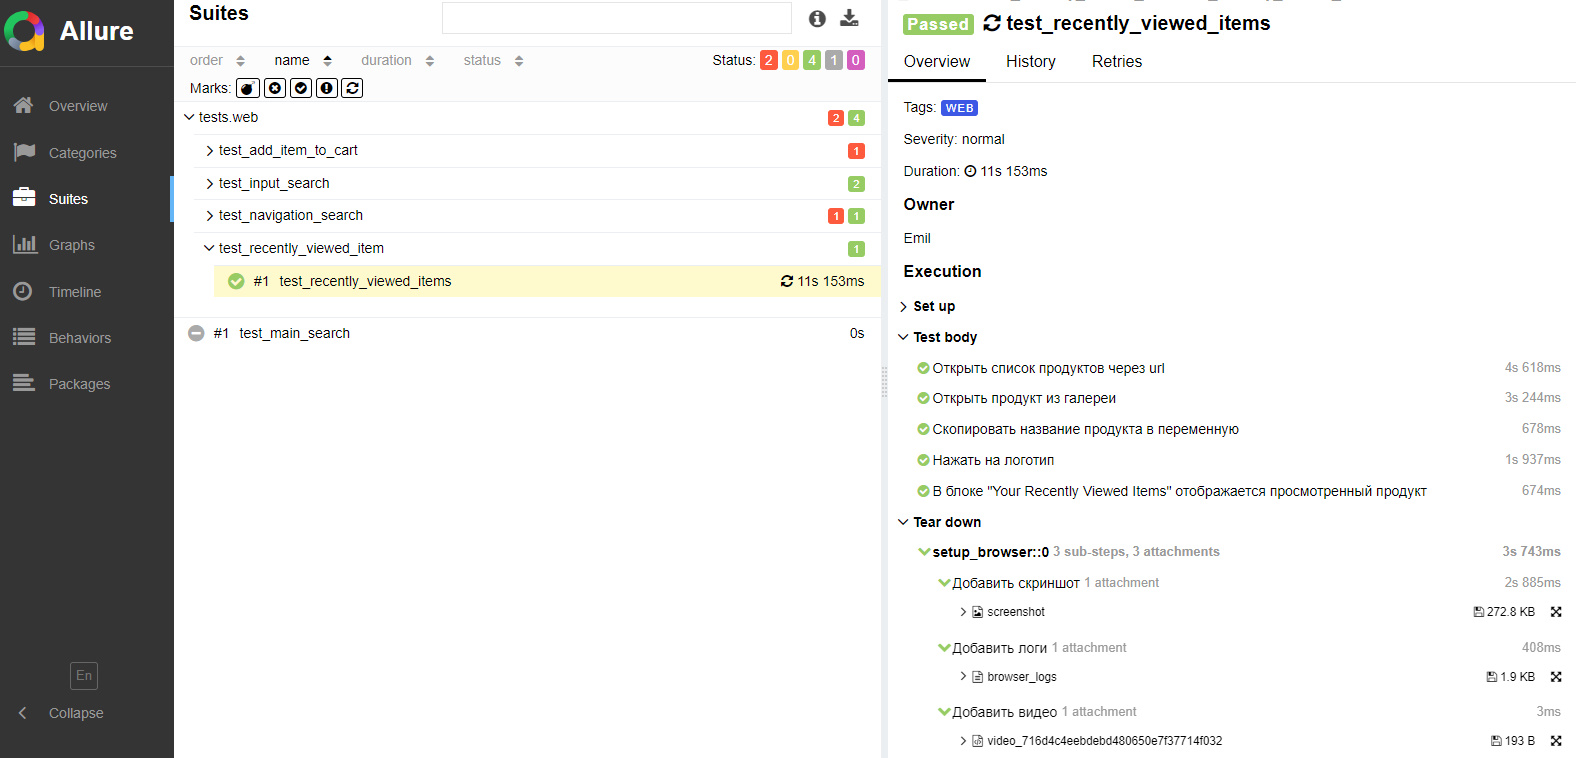 Allure
Overview
Categories
Suites
Graphs
Timeline
Behaviors
Packages
En
Collapse
Suites
order name duration status Status: 2 0 4 1 0
Marks:
tests.web 2 4
test_add_item_to_cart 1
test_input_search 2
test_navigation_search 1 1
test_recently_viewed_item 1
#1 test_recently_viewed_items 11s 153ms
#1 test_main_search 0s
Passed test_recently_viewed_items
Overview History Retries
Tags: WEB
Severity: normal
Duration: 11s 153ms
Owner
Emil
Execution
Set up
Test body
Открыть список продуктов через url 4s 618ms
Открыть продукт из галереи 3s 244ms
Скопировать название продукта в переменную 678ms
Нажать на логотип 1s 937ms
В блоке "Your Recently Viewed Items" отображается просмотренный продукт 674ms
Tear down
setup_browser::0 3 sub-steps, 3 attachments 3s 743ms
Добавить скриншот 1 attachment 2s 885ms
screenshot 272.8 KB
Добавить логи 1 attachment 408ms
browser_logs 1.9 KB
Добавить видео 1 attachment 3ms
video_716d4c4eebdebd480650e7f37714f032 193 B